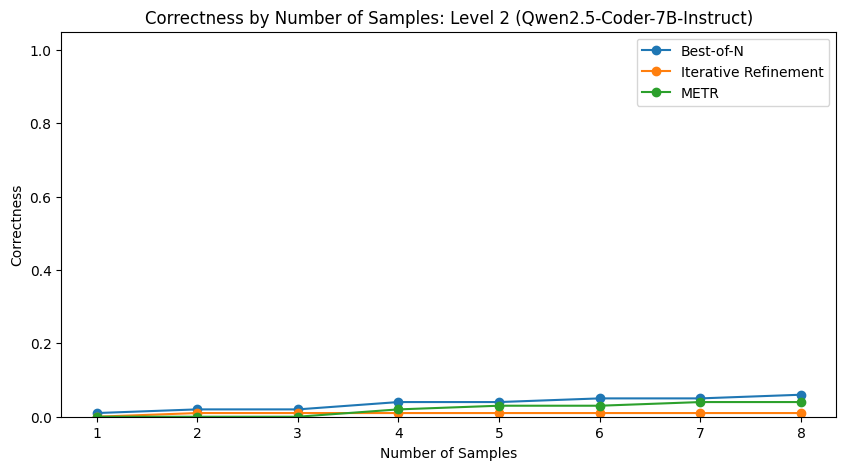 Correctness by Number of Samples: Level 2 (Qwen2.5-Coder-7B-Instruct)
Best-of-N
Iterative Refinement
METR
Correctness
1.0
0.8
0.6
0.4
0.2
0.0
1 2 3 4 5 6 7 8
Number of Samples